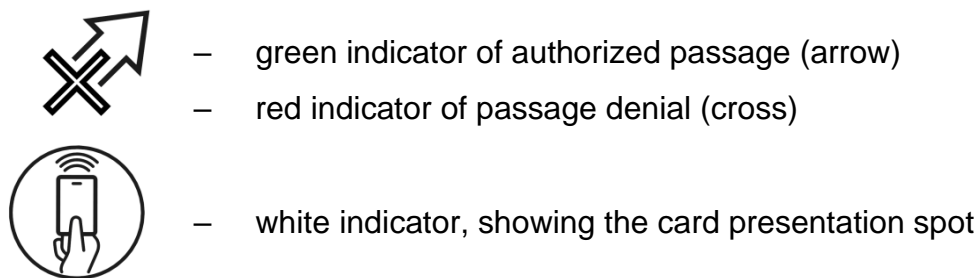 – green indicator of authorized passage (arrow)
– red indicator of passage denial (cross)
– white indicator, showing the card presentation spot